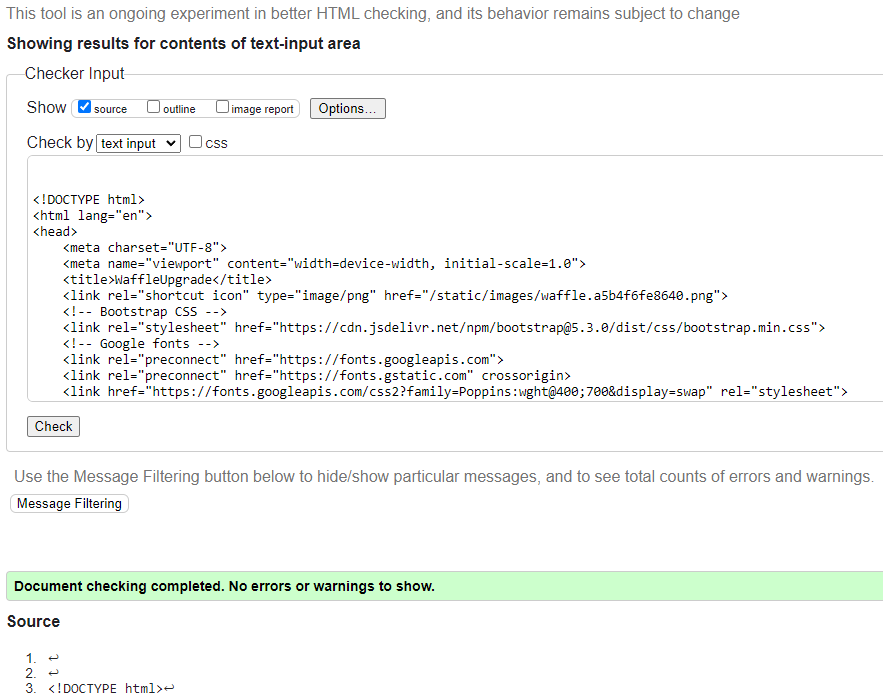 This tool is an ongoing experiment in better HTML checking, and its behavior remains subject to change
Showing results for contents of text-input area
Checker Input
Show source outline image report Options...
Check by text input css
<!DOCTYPE html>
<html lang="en">
<head>
    <meta charset="UTF-8">
    <meta name="viewport" content="width=device-width, initial-scale=1.0">
    <title>WaffleUpgrade</title>
    <link rel="shortcut icon" type="image/png" href="/static/images/waffle.a5b4f6fe8640.png">
    <!-- Bootstrap CSS -->
    <link rel="stylesheet" href="https://cdn.jsdelivr.net/npm/bootstrap@5.3.0/dist/css/bootstrap.min.css">
    <!-- Google fonts -->
    <link rel="preconnect" href="https://fonts.googleapis.com">
    <link rel="preconnect" href="https://fonts.gstatic.com" crossorigin>
    <link href="https://fonts.googleapis.com/css2?family=Poppins:wght@400;700&display=swap" rel="stylesheet">
Check
Use the Message Filtering button below to hide/show particular messages, and to see total counts of errors and warnings.
Message Filtering
Document checking completed. No errors or warnings to show.
Source
1. ↩
2. ↩
3. <!DOCTYPE html>↩